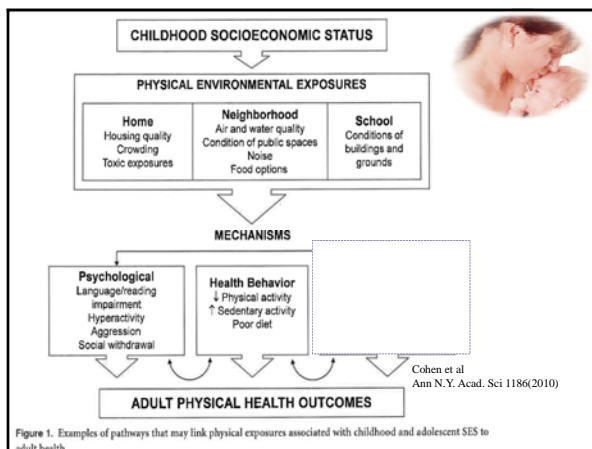 CHILDHOOD SOCIOECONOMIC STATUS
PHYSICAL ENVIRONMENTAL EXPOSURES
Home
Housing quality
Crowding
Toxic exposures
Neighborhood
Air and water quality
Condition of public spaces
Noise
Food options
School
Conditions of
buildings and
grounds
MECHANISMS
Psychological
Language/reading
impairment
Hyperactivity
Aggression
Social withdrawal
Health Behavior
↓ Physical activity
↑ Sedentary activity
Poor diet
Cohen et al
Ann N.Y. Acad. Sci 1186(2010)
ADULT PHYSICAL HEALTH OUTCOMES
Figure 1. Examples of pathways that may link physical exposures associated with childhood and adolescent SES to
adult health